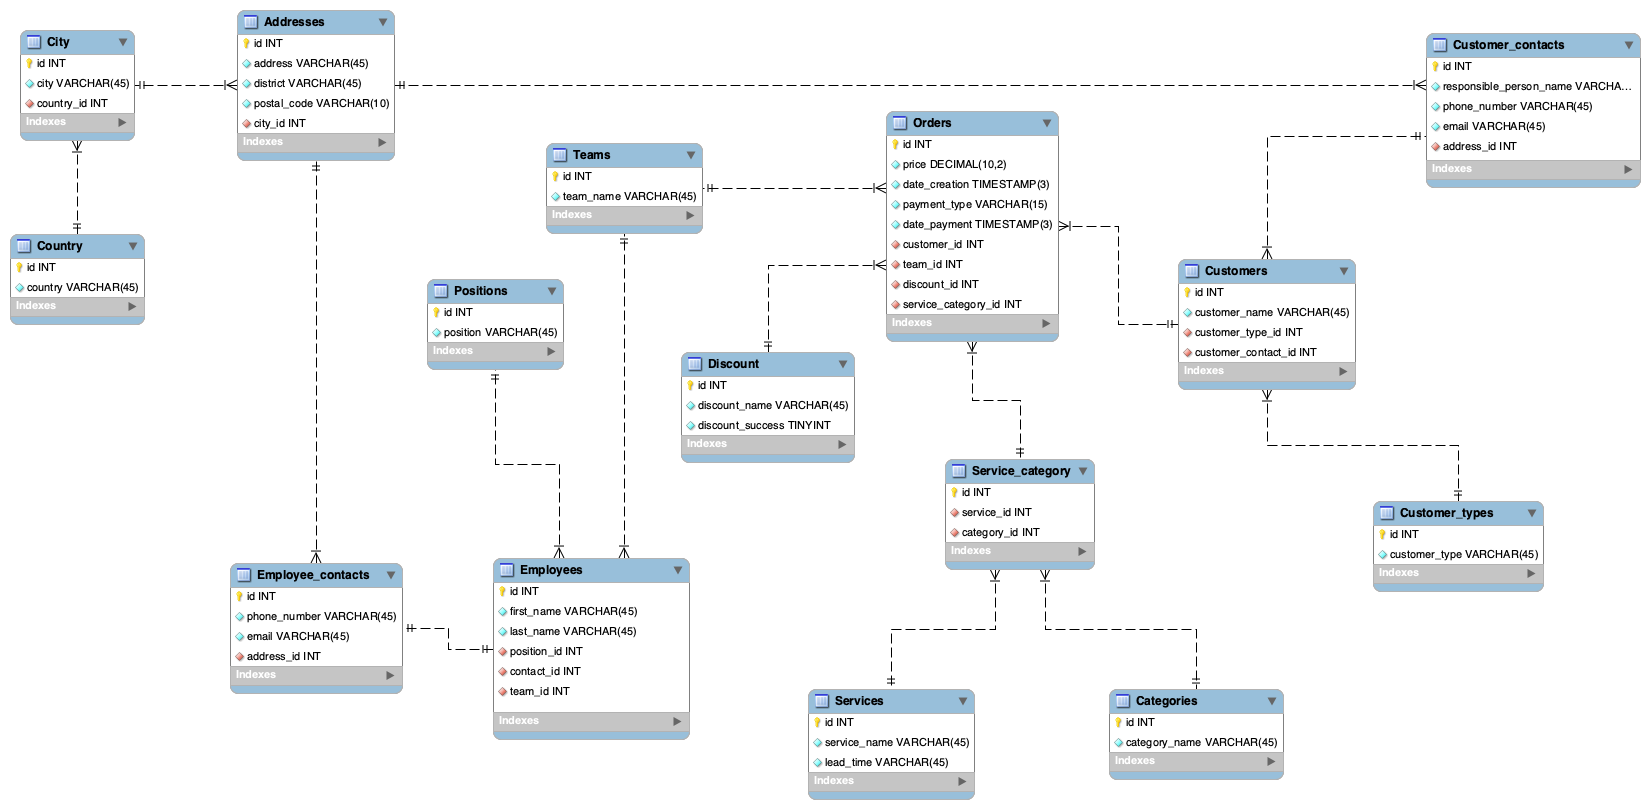 City
id INT
city VARCHAR(45)
country_id INT
Indexes
Addresses
id INT
address VARCHAR(45)
district VARCHAR(45)
postal_code VARCHAR(10)
city_id INT
Indexes
Customer_contacts
id INT
responsible_person_name VARCHA...
phone_number VARCHAR(45)
email VARCHAR(45)
address_id INT
Indexes
Orders
id INT
price DECIMAL(10,2)
date_creation TIMESTAMP(3)
payment_type VARCHAR(15)
date_payment TIMESTAMP(3)
customer_id INT
team_id INT
discount_id INT
service_category_id INT
Indexes
Teams
id INT
team_name VARCHAR(45)
Indexes
Country
id INT
country VARCHAR(45)
Indexes
Positions
id INT
position VARCHAR(45)
Indexes
Customers
id INT
customer_name VARCHAR(45)
customer_type_id INT
customer_contact_id INT
Indexes
Discount
id INT
discount_name VARCHAR(45)
discount_success TINYINT
Indexes
Service_category
id INT
service_id INT
category_id INT
Indexes
Customer_types
id INT
customer_type VARCHAR(45)
Indexes
Employee_contacts
id INT
phone_number VARCHAR(45)
email VARCHAR(45)
address_id INT
Indexes
Employees
id INT
first_name VARCHAR(45)
last_name VARCHAR(45)
position_id INT
contact_id INT
team_id INT
Indexes
Services
id INT
service_name VARCHAR(45)
lead_time VARCHAR(45)
Indexes
Categories
id INT
category_name VARCHAR(45)
Indexes